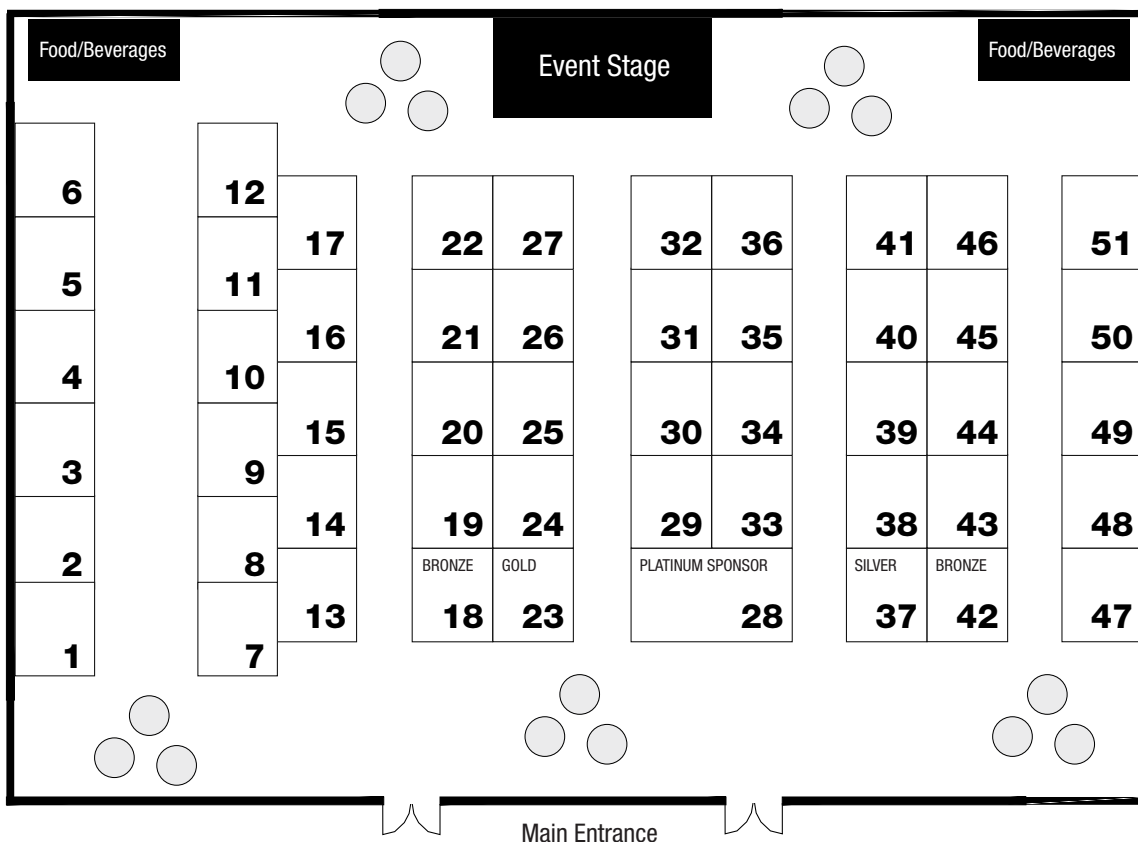 Food/Beverages Event Stage Food/Beverages
6 12
17 22 27 32 36 41 46 51
5 11
16 21 26 31 35 40 45 50
4 10
15 20 25 30 34 39 44 49
3 9
14 19 24 29 33 38 43 48
2 8
BRONZE GOLD PLATINUM SPONSOR SILVER BRONZE
13 18 23 28 37 42 47
1 7
Main Entrance